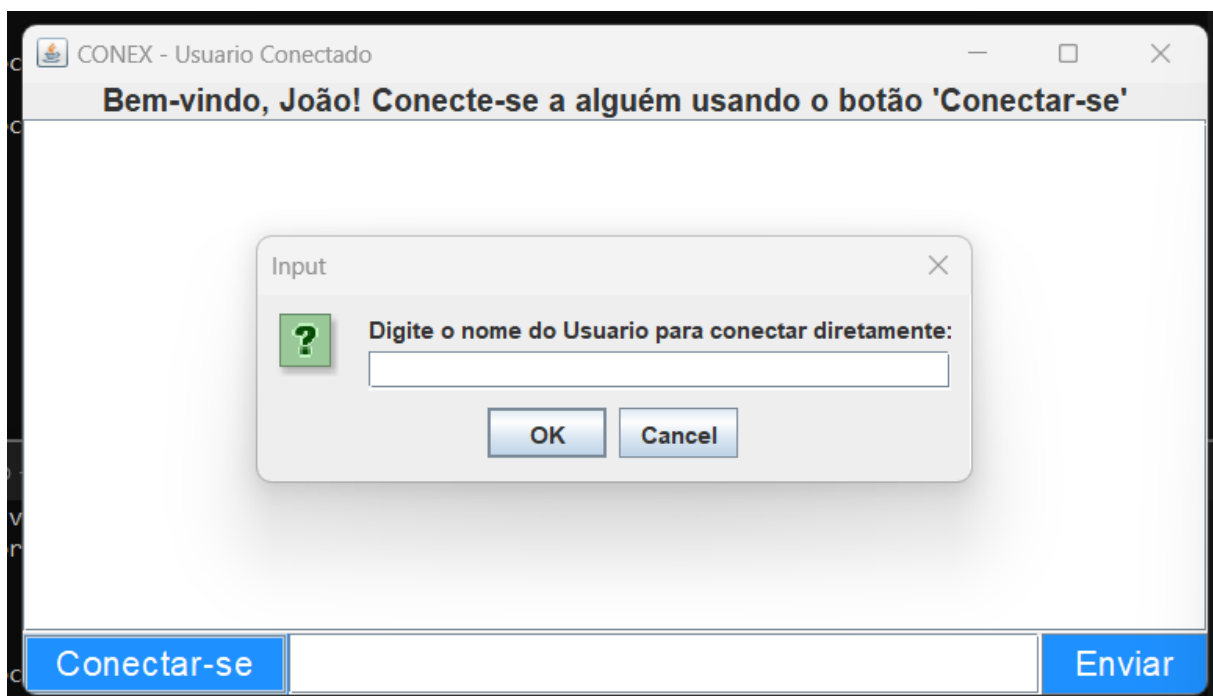 CONEX - Usuario Conectado
Bem-vindo, João! Conecte-se a alguém usando o botão 'Conectar-se'
Input
?
Digite o nome do Usuario para conectar diretamente:
OK Cancel
Conectar-se Enviar